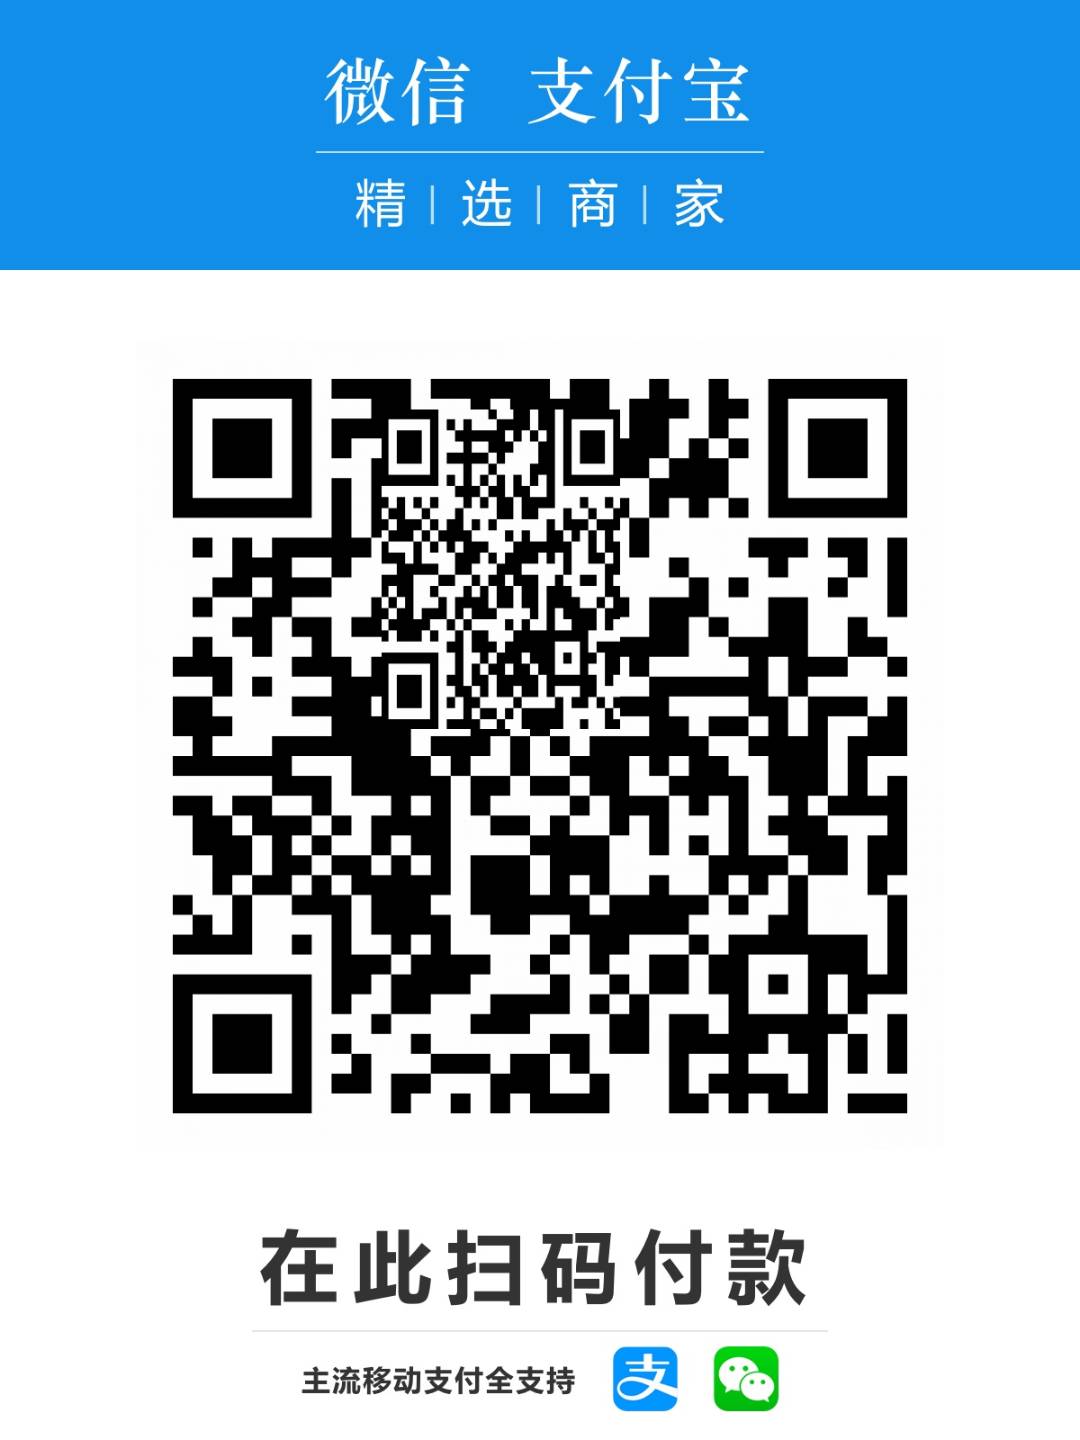 微信 支付宝
精选商家
在此扫码付款
主流移动支付全支持
支